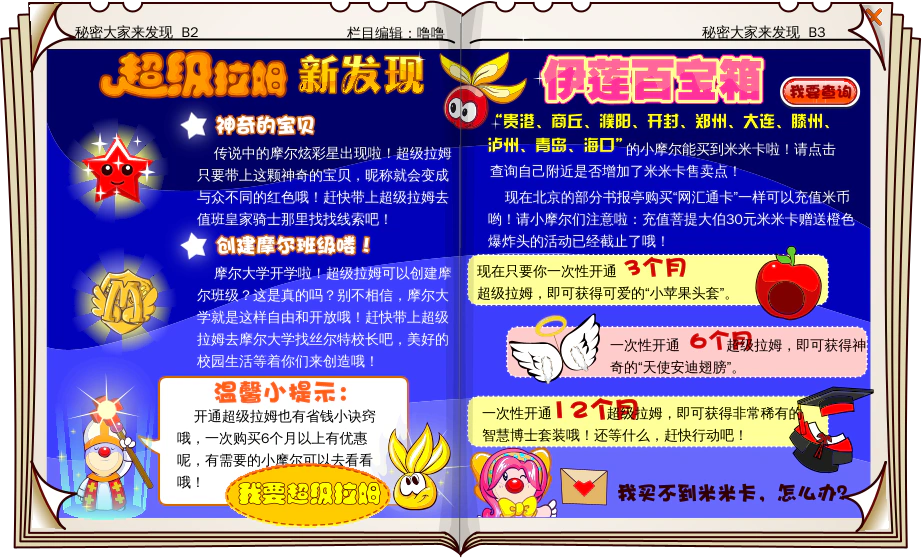 秘密大家来发现 B2
栏目编辑：噜噜
超级拉姆 新发现
神奇的宝贝
传说中的摩尔炫彩星出现啦！超级拉姆
只要带上这颗神奇的宝贝，昵称就会变成
与众不同的红色哦！赶快带上超级拉姆去
值班皇家骑士那里找找线索吧！
创建摩尔班级喽！
摩尔大学开学啦！超级拉姆可以创建摩
尔班级？这是真的吗？别不相信，摩尔大
学就是这样自由和开放哦！赶快带上超级
拉姆去摩尔大学找丝尔特校长吧，美好的
校园生活等着你们来创造哦！
温馨小提示：
开通超级拉姆也有省钱小诀窍
哦，一次购买6个月以上有优惠
呢，有需要的小摩尔可以去看看
哦！
我要超级拉姆
秘密大家来发现 B3
伊莲百宝箱
我要查询
“贵港、商丘、濮阳、开封、郑州、大连、滕州、
泸州、青岛、海口”的小摩尔能买到米米卡啦！请点击
查询自己附近是否增加了米米卡售卖点！
现在北京的部分书报亭购买“网汇通卡”一样可以充值米币
哟！请小摩尔们注意啦：充值菩提大伯30元米米卡赠送橙色
爆炸头的活动已经截止了哦！
现在只要你一次性开通 3个月
超级拉姆，即可获得可爱的“小苹果头套”。
一次性开通 6个月超级拉姆，即可获得神
奇的“天使安迪翅膀”。
一次性开通12个月超级拉姆，即可获得非常稀有的
智慧博士套装哦！还等什么，赶快行动吧！
我买不到米米卡，怎么办？